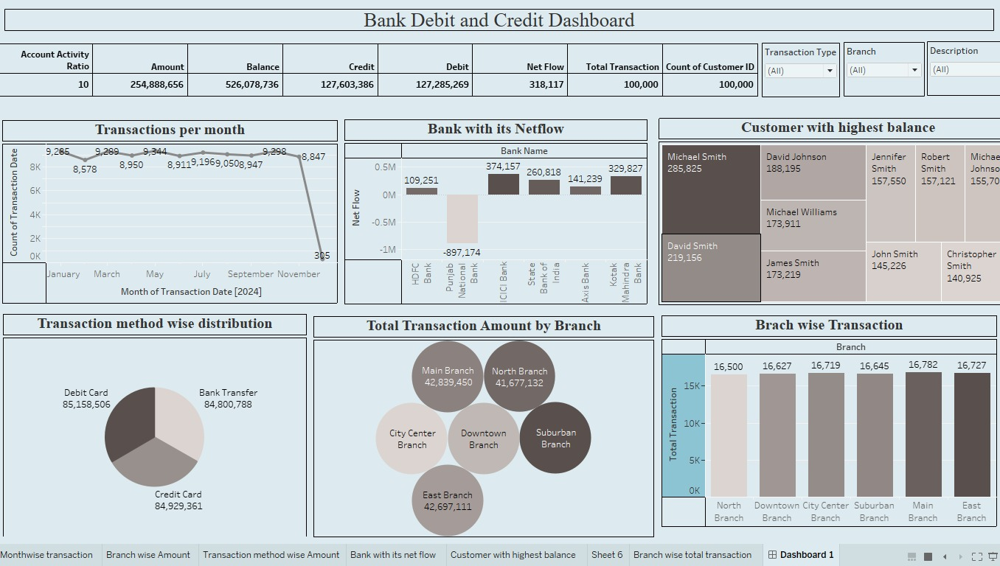 Bank Debit and Credit Dashboard
Account Activity
Ratio
Amount
Balance
Credit
Debit
Net Flow
Total Transaction
Count of Customer ID
10
254,888,656
526,078,736
127,603,386
127,285,269
318,117
100,000
100,000
Transaction Type
(All)
Branch
(All)
Description
(All)
Transactions per month
Count of Transaction Date
8K
6K
4K
2K
0K
9,285
8,578
9,289
8,950
9,344
8,911
9,196
9,050
8,947
9,298
8,847
305
January
March
May
July
September
November
Month of Transaction Date [2024]
Bank with its Netflow
Bank Name
Net Flow
0.5M
0M
-0.5M
-1M
109,251
-897,174
374,157
260,818
141,239
329,827
HDFC
Bank
Punjab
National
Bank
ICICI Bank
State
Bank of
India
Axis Bank
Kotak
Mahindra
Bank
Customer with highest balance
Michael Smith
285,825
David Smith
219,156
David Johnson
188,195
Michael Williams
173,911
James Smith
173,219
Jennifer
Smith
157,550
Robert
Smith
157,121
Michae
Johnso
155,70
John Smith
145,226
Christopher
Smith
140,925
Transaction method wise distribution
Debit Card
85,158,506
Bank Transfer
84,800,788
Credit Card
84,929,361
Total Transaction Amount by Branch
Main Branch
42,839,450
North Branch
41,677,132
City Center
Branch
Downtown
Branch
Suburban
Branch
East Branch
42,697,111
Brach wise Transaction
Branch
Total Transaction
15K
10K
5K
0K
16,500
16,627
16,719
16,645
16,782
16,727
North
Branch
Downtown
Branch
City Center
Branch
Suburban
Branch
Main
Branch
East
Branch
Monthwise transaction
Branch wise Amount
Transaction method wise Amount
Bank with its net flow
Customer with highest balance
Sheet 6
Branch wise total transaction
Dashboard 1